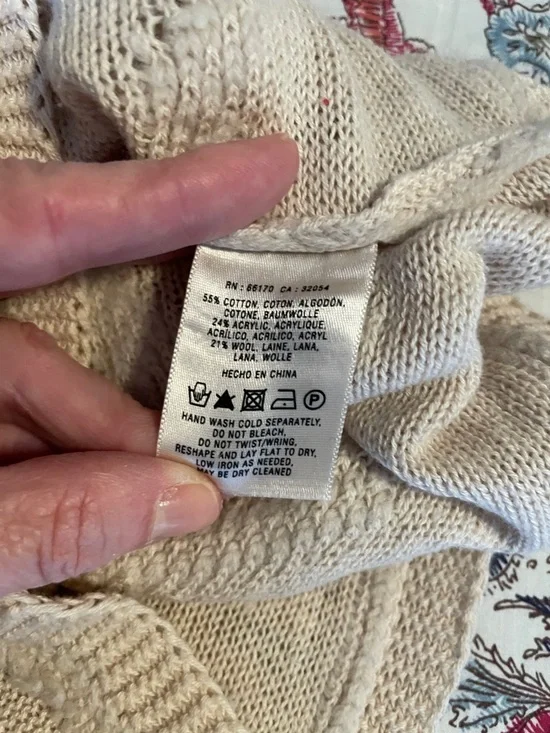 RN : 66170 CA : 32054
55% COTTON, COTON, ALGODÓN,
COTONE, BAUMWOLLE
24% ACRYLIC, ACRYLIQUE,
ACRÍLICO, ACRILICO, ACRYL
21% WOOL, LAINE, LANA,
LANA, WOLLE
HECHO EN CHINA
P
HAND WASH COLD SEPARATELY,
DO NOT BLEACH,
DO NOT TWIST/WRING,
RESHAPE AND LAY FLAT TO DRY,
LOW IRON AS NEEDED,
MAY BE DRY CLEANED